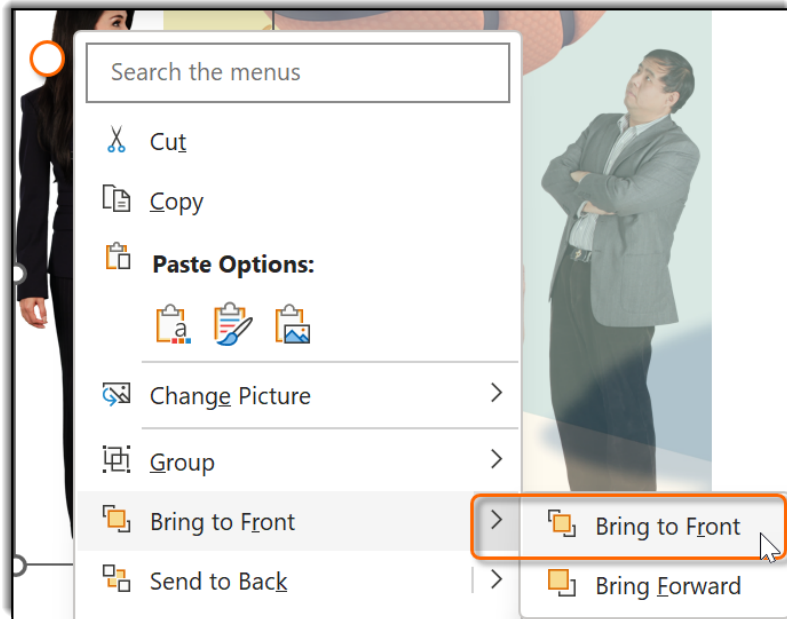 Search the menus
Cut
Copy
Paste Options:
a
Change Picture
Group
Bring to Front
Bring to Front
Send to Back
Bring Forward